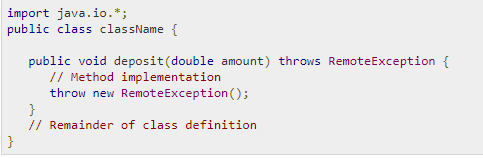 import java.io.*;
public class className {
   public void deposit(double amount) throws RemoteException {
      // Method implementation
      throw new RemoteException();
   }
   // Remainder of class definition
}